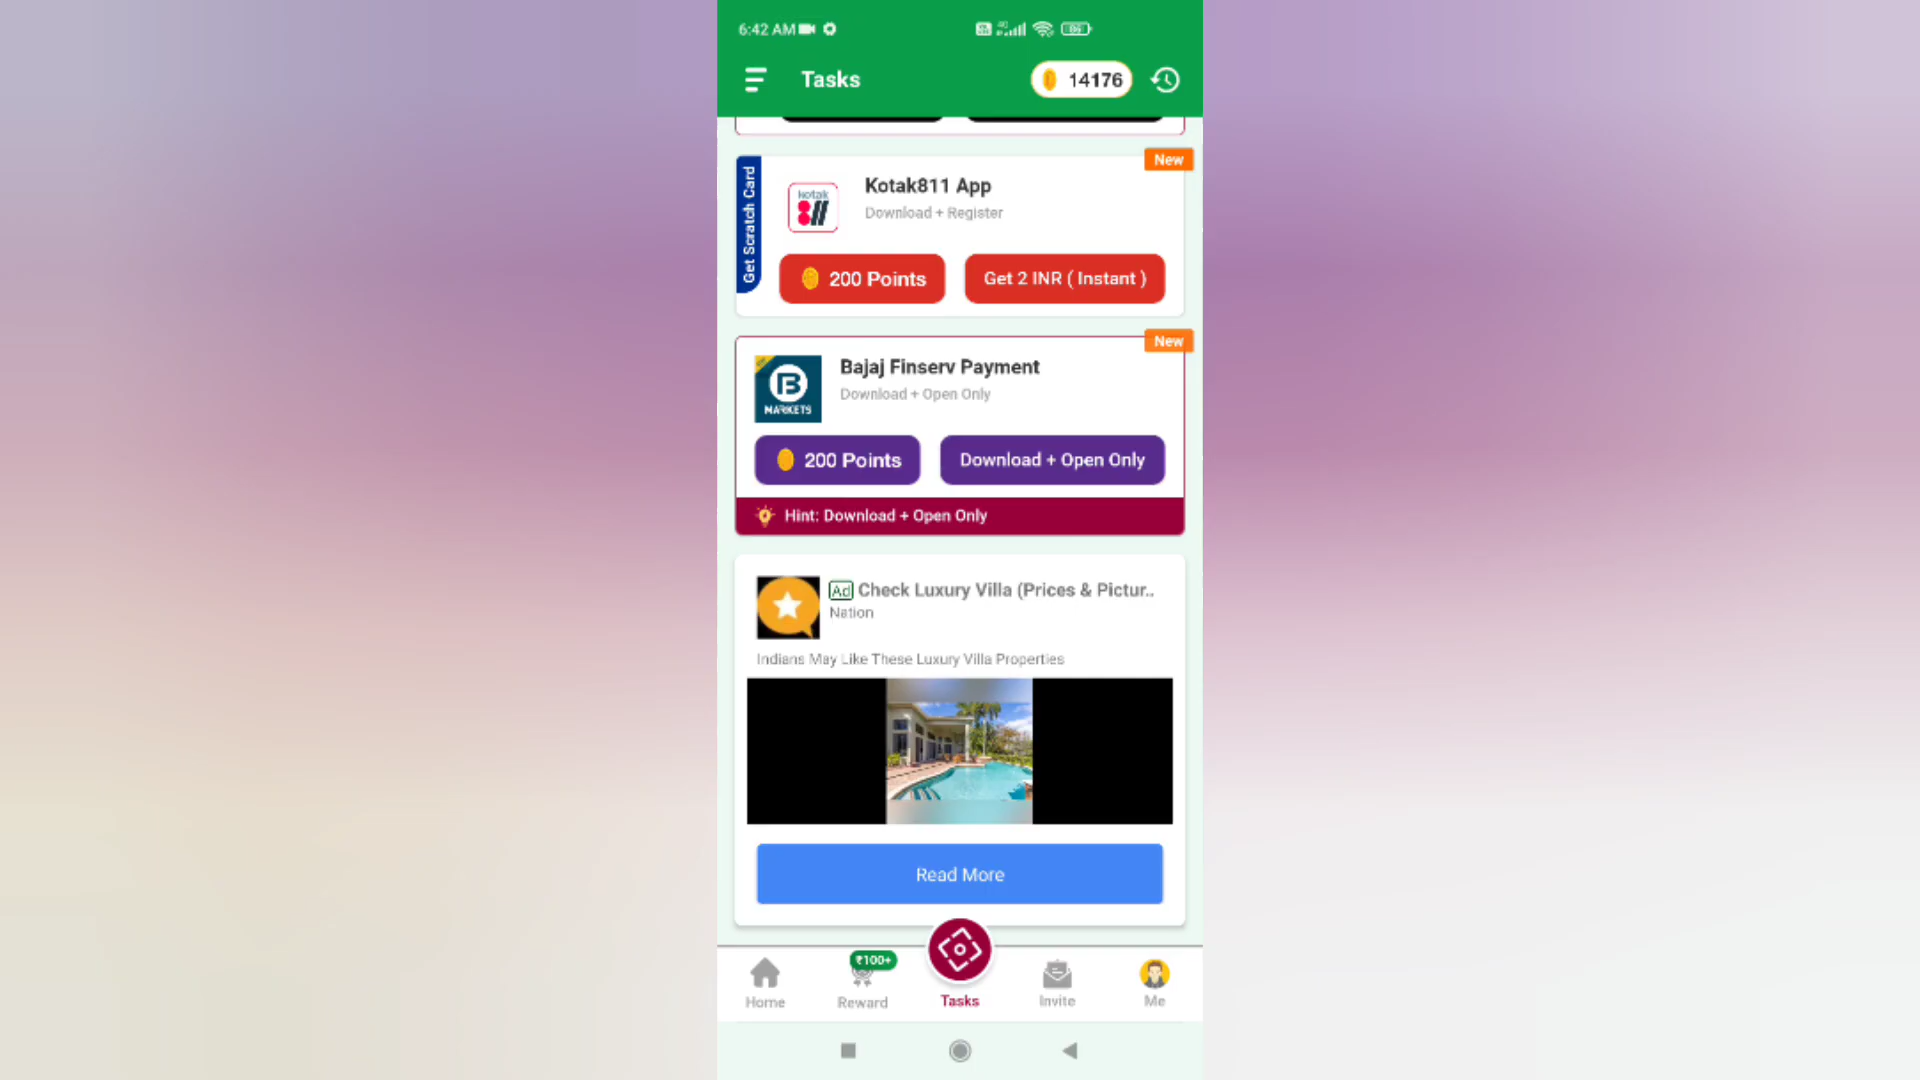 6:42 AM
Tasks
14176
New
Get Scratch Card
kotak
811
Kotak811 App
Download + Register
200 Points
Get 2 INR ( Instant )
New
B
MARKETS
Bajaj Finserv Payment
Download + Open Only
200 Points
Download + Open Only
Hint: Download + Open Only
Ad Check Luxury Villa (Prices & Pictur..
Nation
Indians May Like These Luxury Villa Properties
Read More
₹100+
Home
Reward
Tasks
Invite
Me